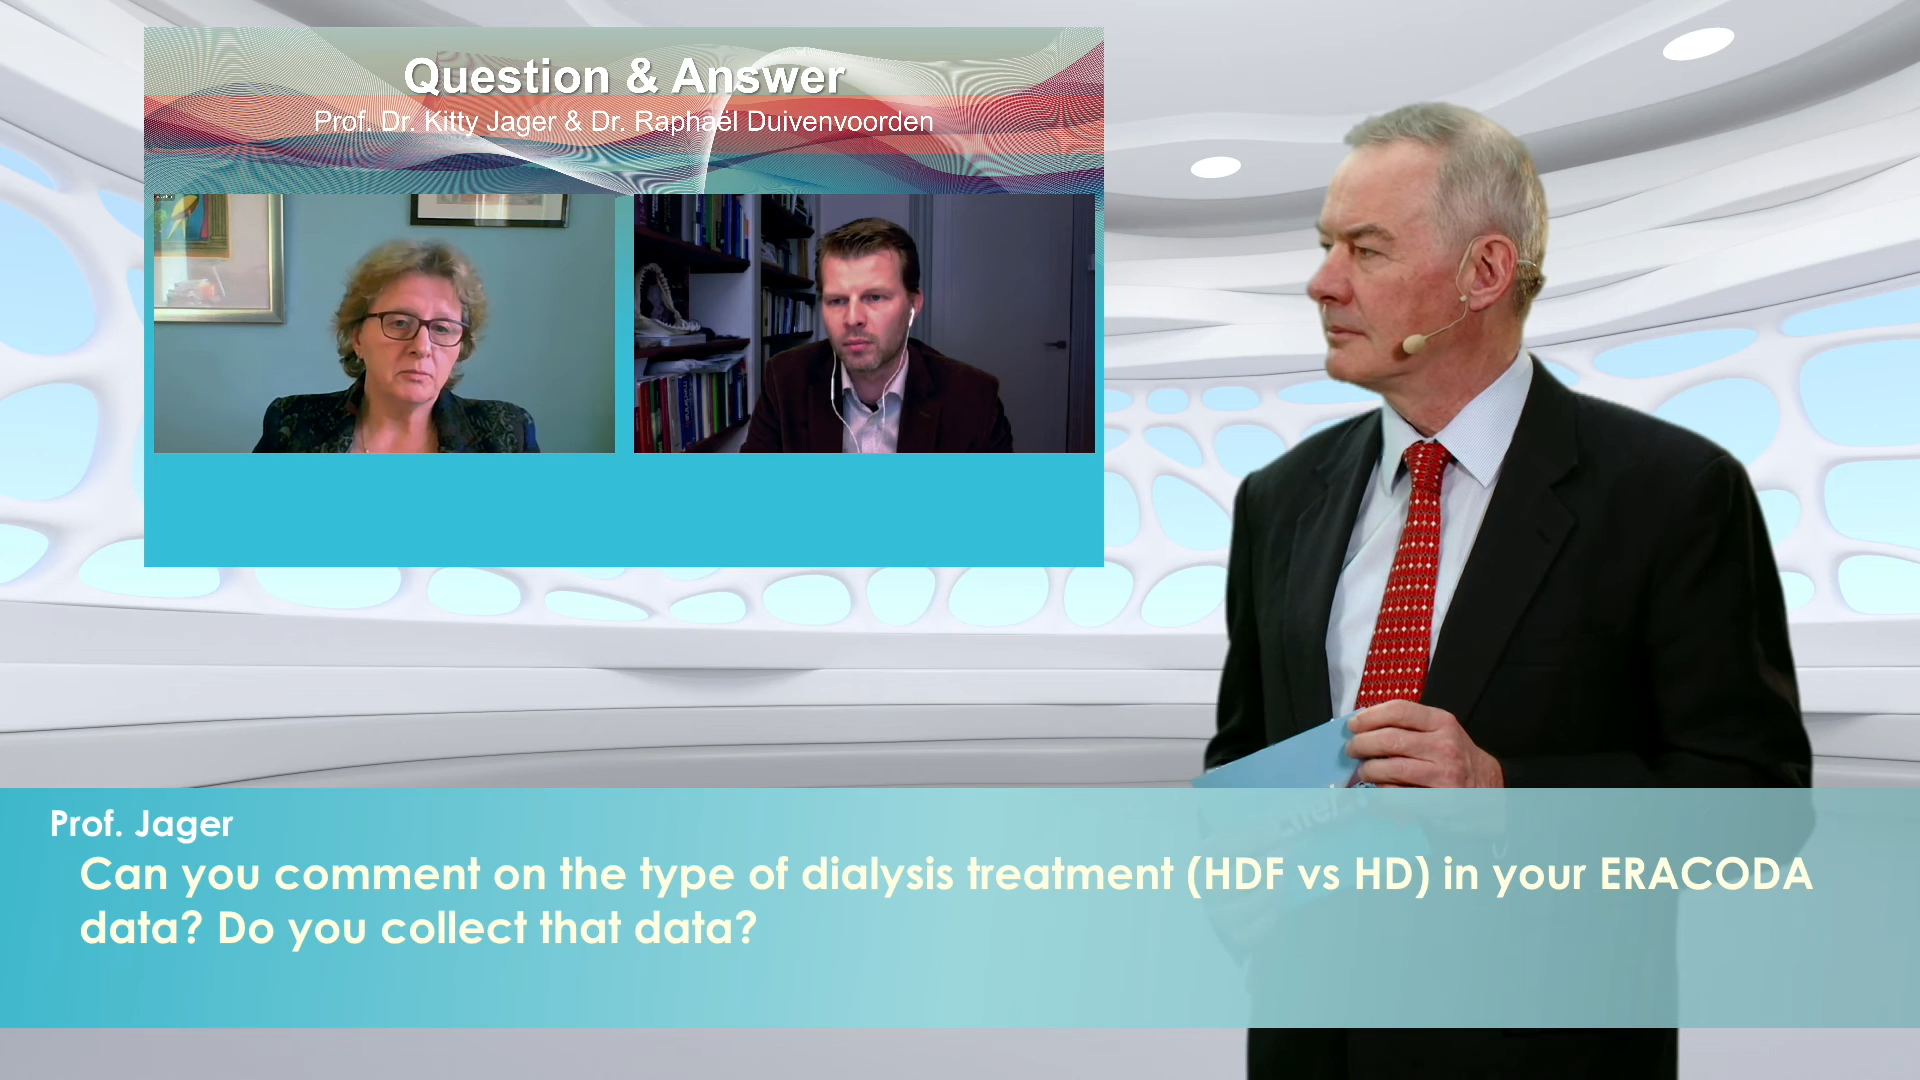 Question & Answer
Prof. Dr. Kitty Jager & Dr. Raphaël Duivenvoorden
Prof. Jager
Can you comment on the type of dialysis treatment (HDF vs HD) in your ERACODA
data? Do you collect that data?